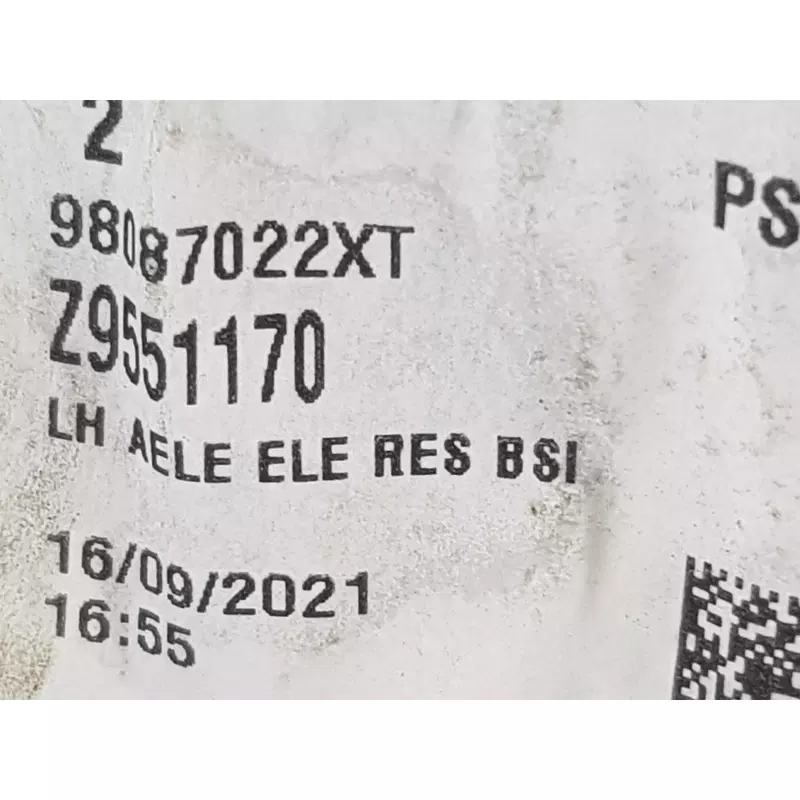 2
98087022XT
PS
Z9551170
LH AELE ELE RES BSI
16/09/2021
16:55